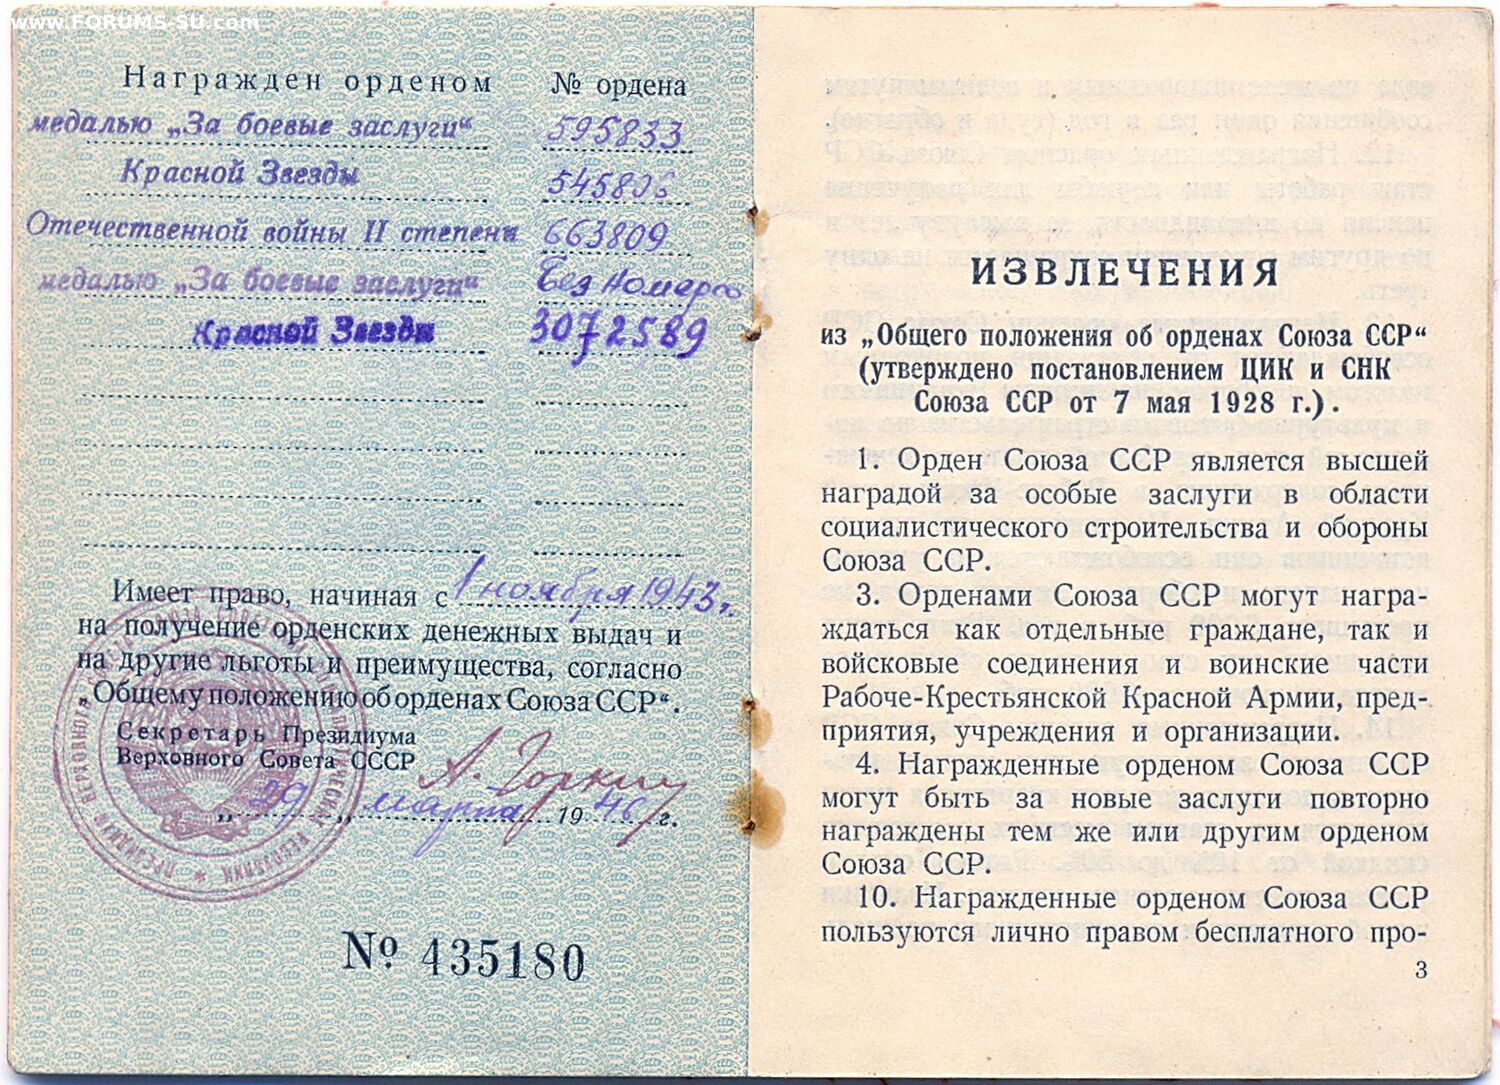 www.FORUMS-SU.com
Награжден орденом № ордена
медалью „За боевые заслуги“ 595833
Красной Звезды 545806
Отечественной войны II степени 663809
медалью „За боевые заслуги“ Без номера
Красной Звезды 3072589
Имеет право, начиная с 1 ноября 1943 г.
на получение орденских денежных выдач и
на другие льготы и преимущества, согласно
„Общему положению об орденах Союза ССР“.
Секретарь Президиума
Верховного Совета СССР А. Горкин
„29„ марта 1946 г.
№ 435180
ИЗВЛЕЧЕНИЯ
из „Общего положения об орденах Союза ССР“
(утверждено постановлением ЦИК и СНК
Союза ССР от 7 мая 1928 г.).
1. Орден Союза ССР является высшей
наградой за особые заслуги в области
социалистического строительства и обороны
Союза ССР.
3. Орденами Союза ССР могут награ-
ждаться как отдельные граждане, так и
войсковые соединения и воинские части
Рабоче-Крестьянской Красной Армии, пред-
приятия, учреждения и организации.
4. Награжденные орденом Союза ССР
могут быть за новые заслуги повторно
награждены тем же или другим орденом
Союза ССР.
10. Награжденные орденом Союза ССР
пользуются лично правом бесплатного про-
3